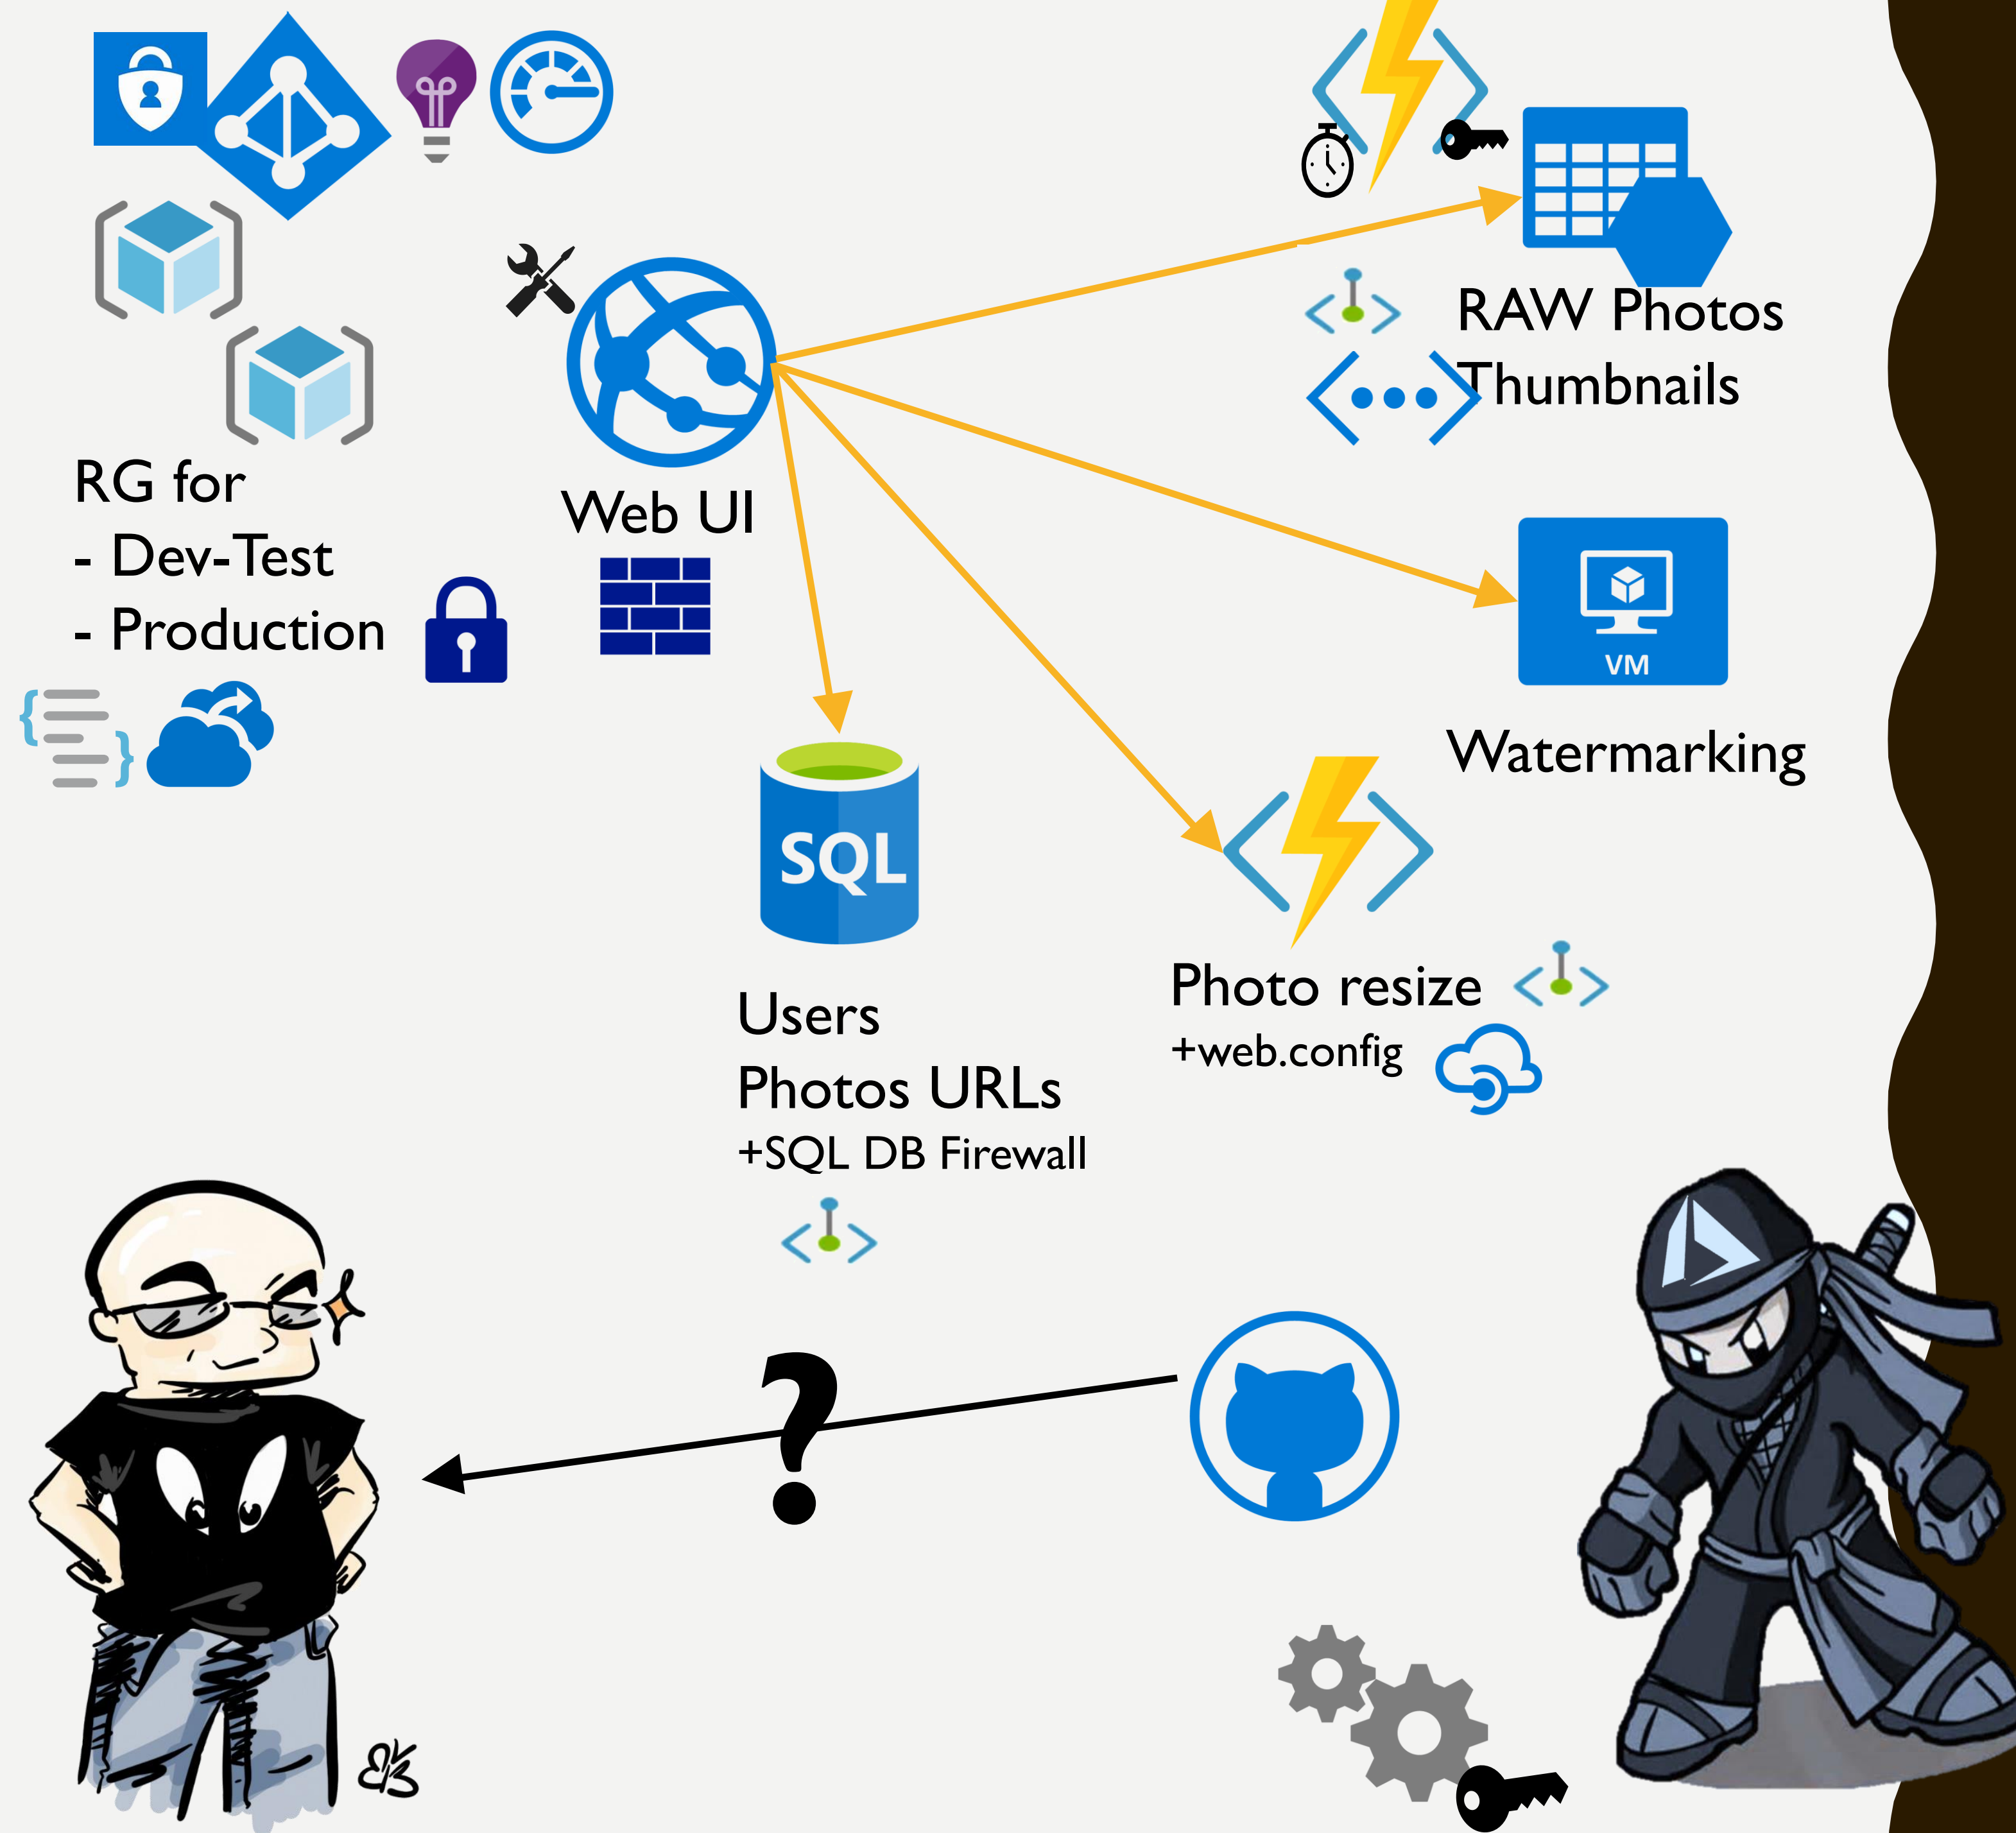 RAW Photos
Thumbnails
RG for
- Dev-Test
- Production
Web UI
VM
Watermarking
SQL
Users
Photos URLs
+SQL DB Firewall
Photo resize
+web.config
?